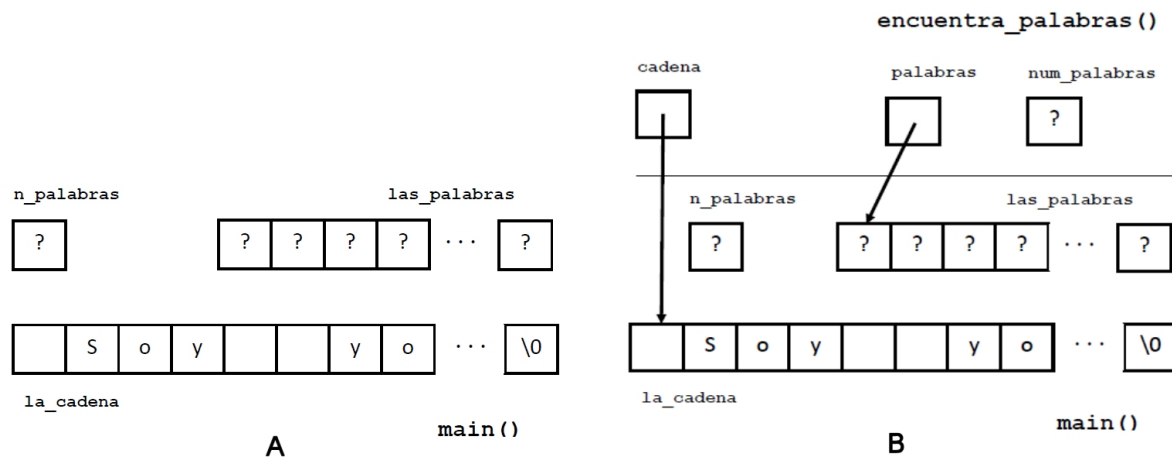 n_palabras las_palabras
? ? ? ? ? ... ?
S o y y o ... \0
la_cadena
main()
A
encuentra_palabras()
cadena palabras num_palabras
?
n_palabras las_palabras
? ? ? ? ? ... ?
S o y y o ... \0
la_cadena
main()
B